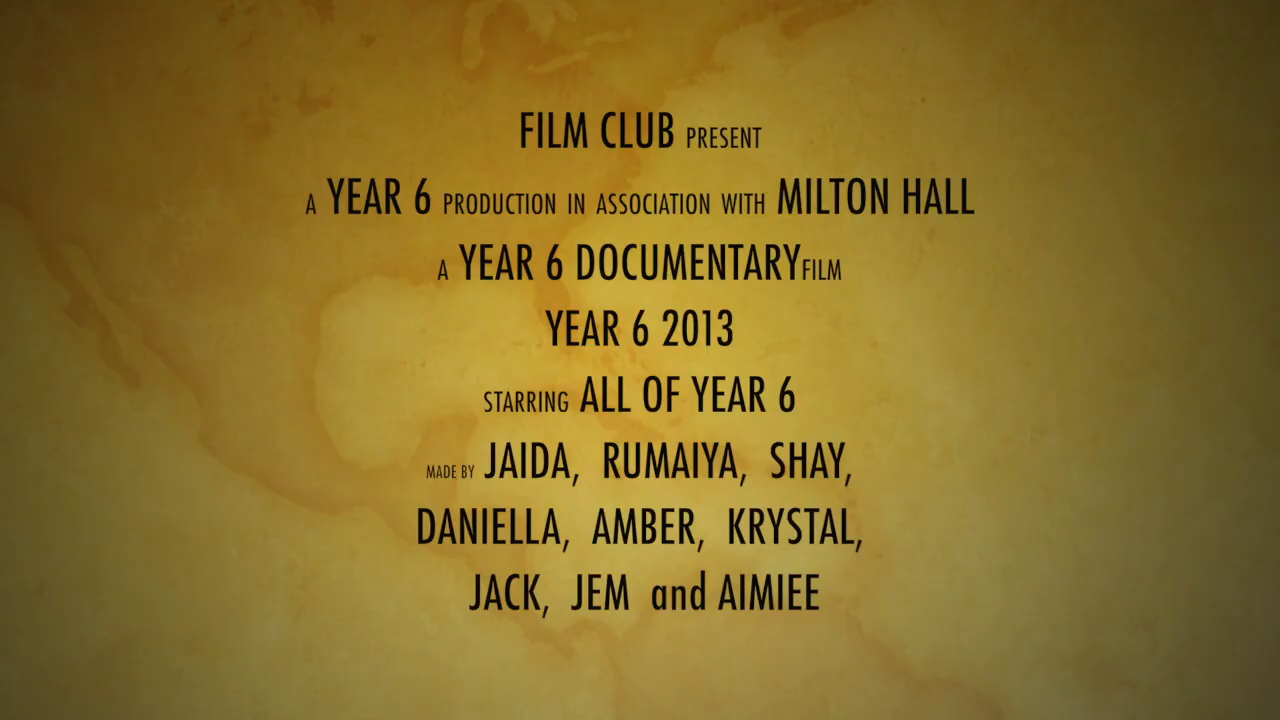 FILM CLUB PRESENT
A YEAR 6 PRODUCTION IN ASSOCIATION WITH MILTON HALL
A YEAR 6 DOCUMENTARYFILM
YEAR 6 2013
STARRING ALL OF YEAR 6
MADE BY JAIDA, RUMAIYA, SHAY,
DANIELLA, AMBER, KRYSTAL,
JACK, JEM and AIMIEE